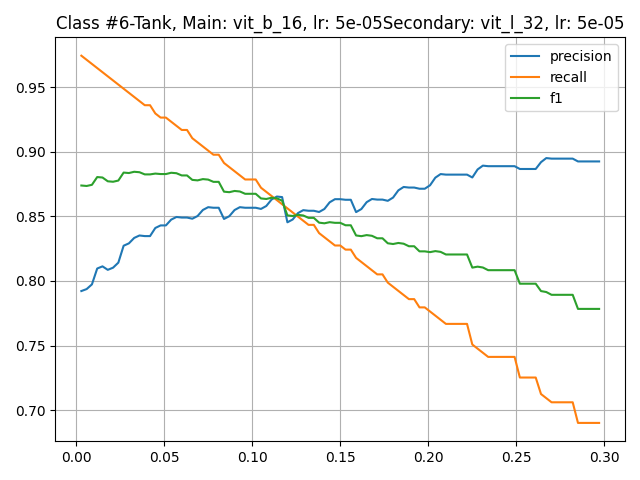 Class #6-Tank, Main: vit_b_16, lr: 5e-05Secondary: vit_l_32, lr: 5e-05
precision
recall
f1
0.95
0.90
0.85
0.80
0.75
0.70
0.00 0.05 0.10 0.15 0.20 0.25 0.30